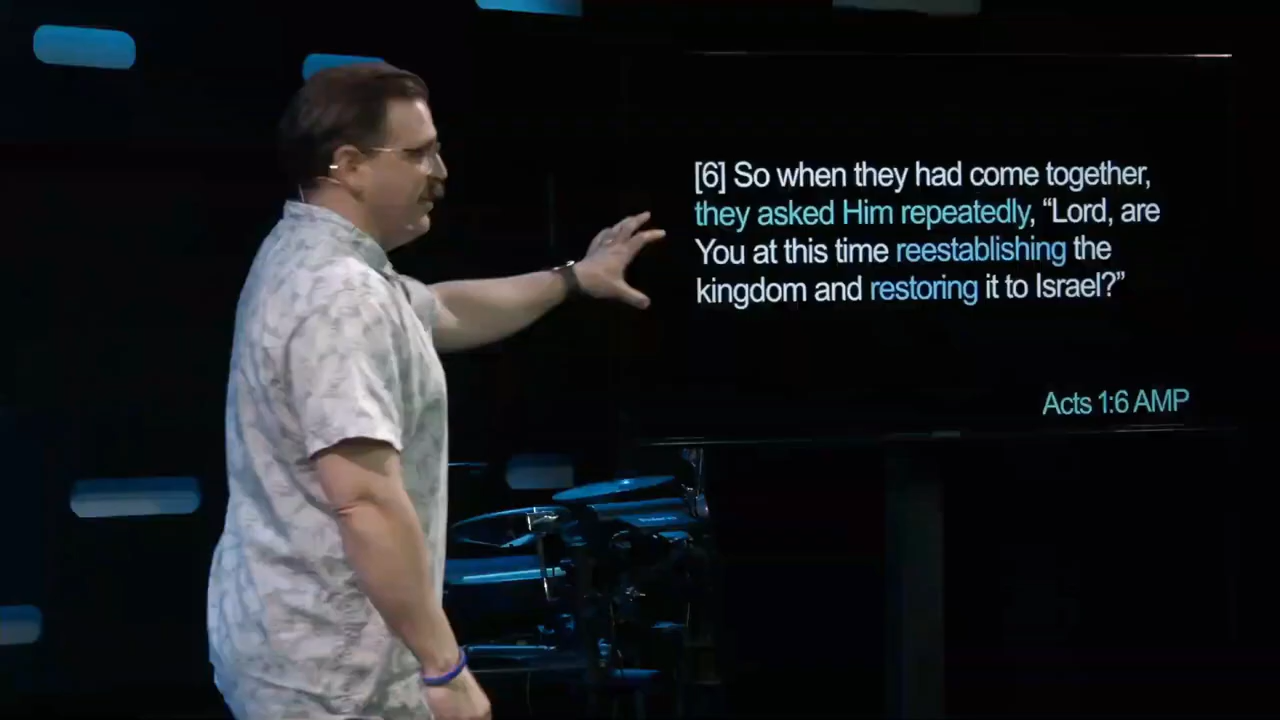 [6] So when they had come together,
they asked Him repeatedly, “Lord, are
You at this time reestablishing the
kingdom and restoring it to Israel?”
Acts 1:6 AMP